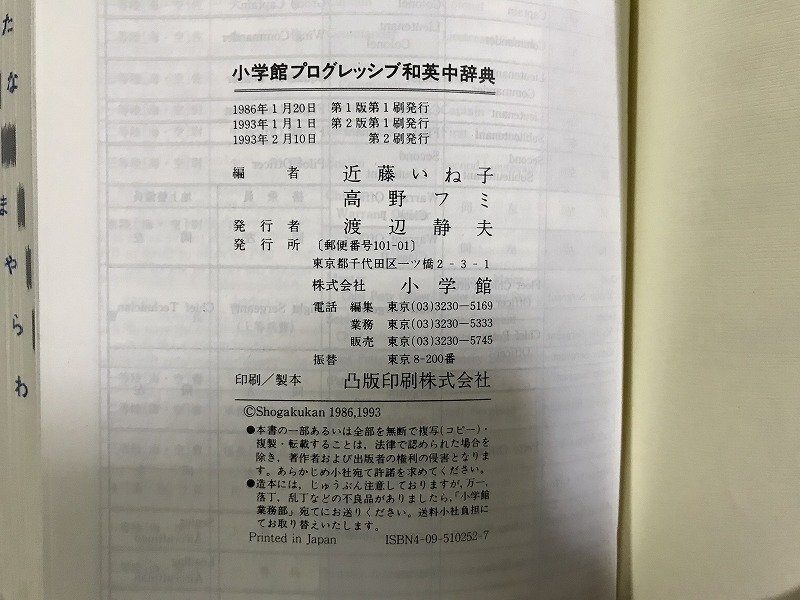 小学館プログレッシブ和英中辞典
1986年1月20日 第1版第1刷発行
1993年1月1日 第2版第1刷発行
1993年2月10日 第2刷発行
編者 近藤いね子
高野フミ
発行者 渡辺静夫
発行所 〔郵便番号101-01〕
東京都千代田区一ツ橋2-3-1
株式会社 小学館
電話 編集 東京(03)3230—5169
業務 東京(03)3230—5333
販売 東京(03)3230—5745
振替 東京8-200番
印刷/製本 凸版印刷株式会社
©Shogakukan 1986,1993
●本書の一部あるいは全部を無断で複写(コピー)・
複製・転載することは、法律で認められた場合を
除き、著作者および出版者の権利の侵害となりま
す。あらかじめ小社宛て許諾を求めてください。
●造本には、じゅうぶん注意しておりますが、万一、
落丁、乱丁などの不良品がありましたら、「小学館
業務部」宛てにお送りください。送料小社負担に
てお取り替えいたします。
Printed in Japan ISBN4-09-510252-7
た
な
ま
や
ら
わ